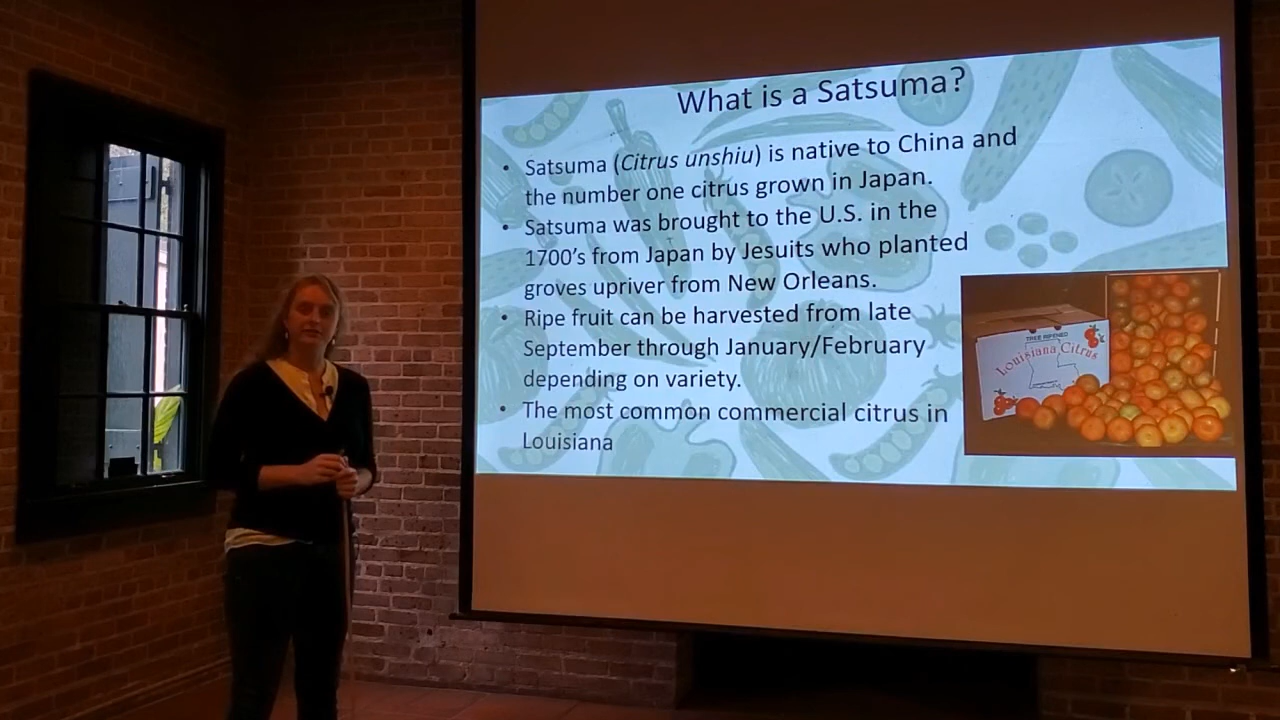 What is a Satsuma?
• Satsuma (Citrus unshiu) is native to China and
the number one citrus grown in Japan.
• Satsuma was brought to the U.S. in the
1700's from Japan by Jesuits who planted
groves upriver from New Orleans.
• Ripe fruit can be harvested from late
September through January/February
depending on variety.
• The most common commercial citrus in
Louisiana
TREE RIPENED
Louisiana Citrus